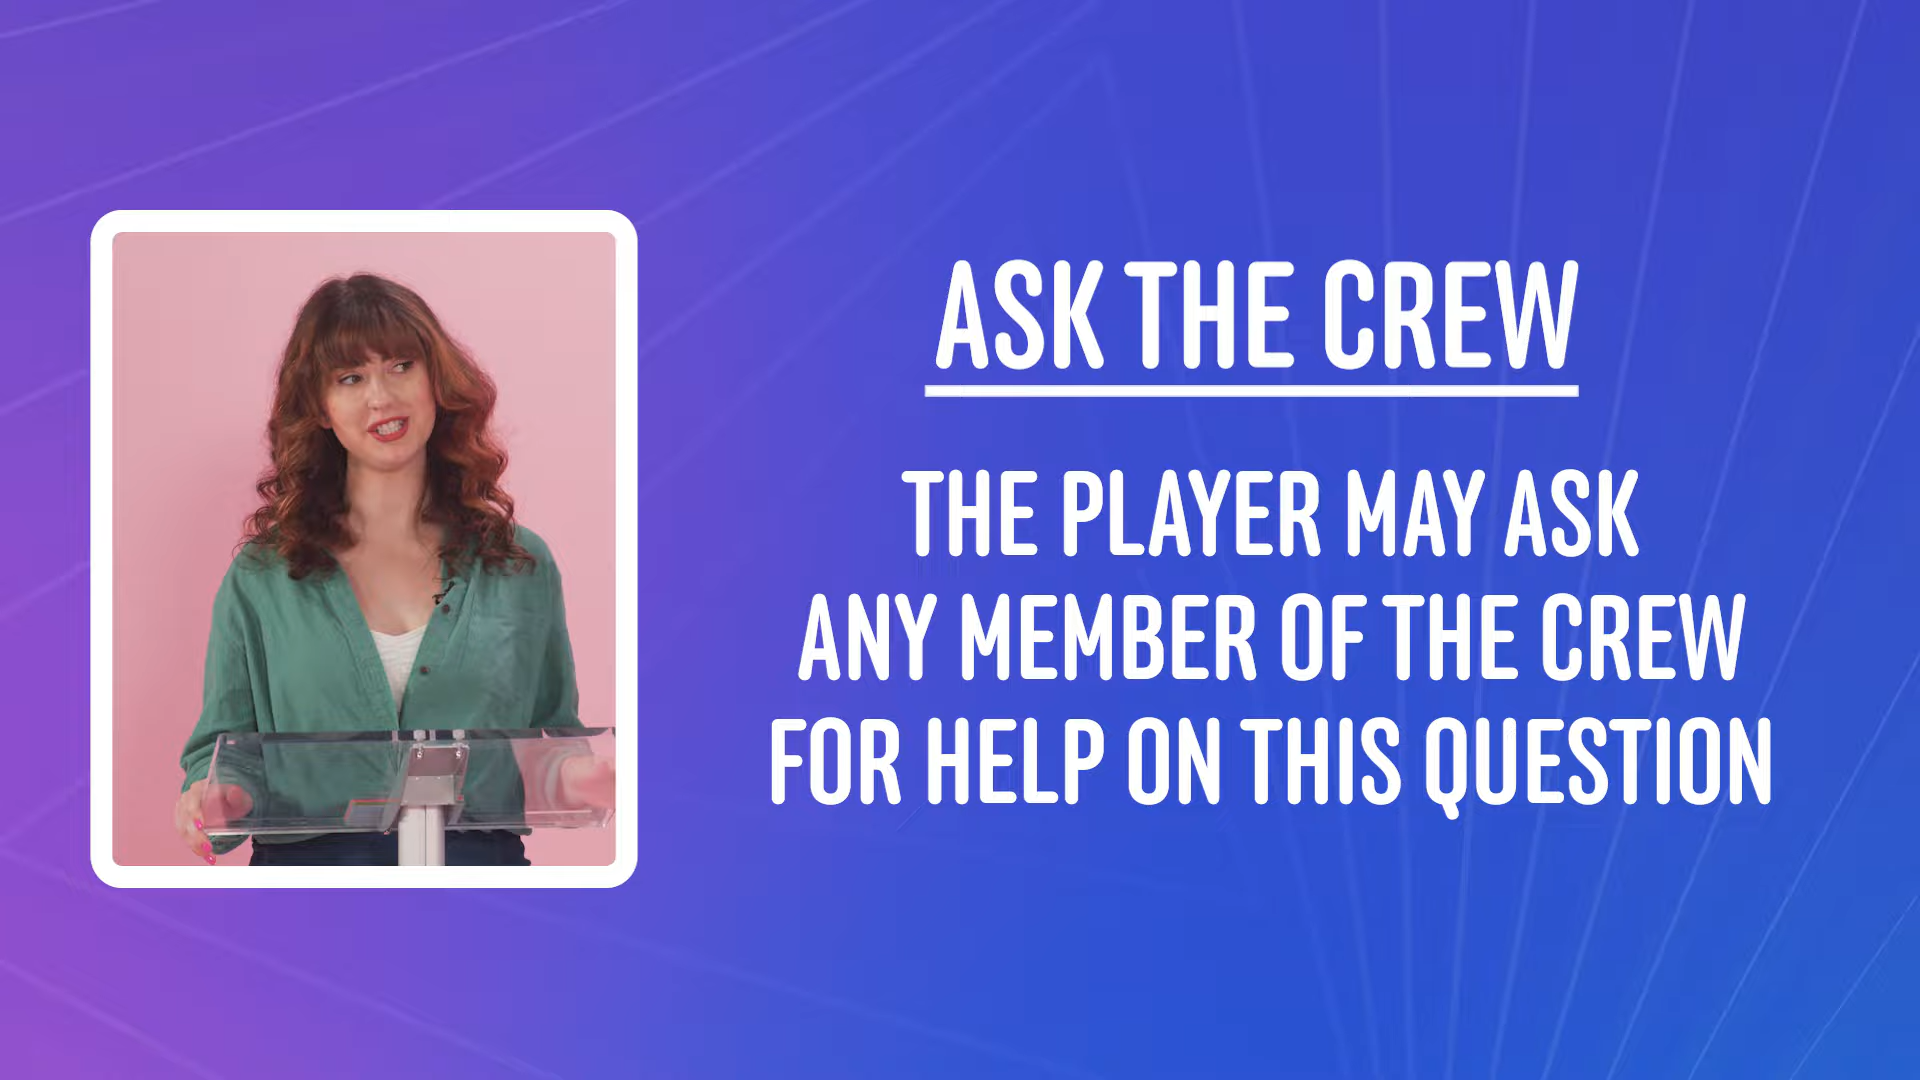 ASK THE CREW
THE PLAYER MAY ASK
ANY MEMBER OF THE CREW
FOR HELP ON THIS QUESTION